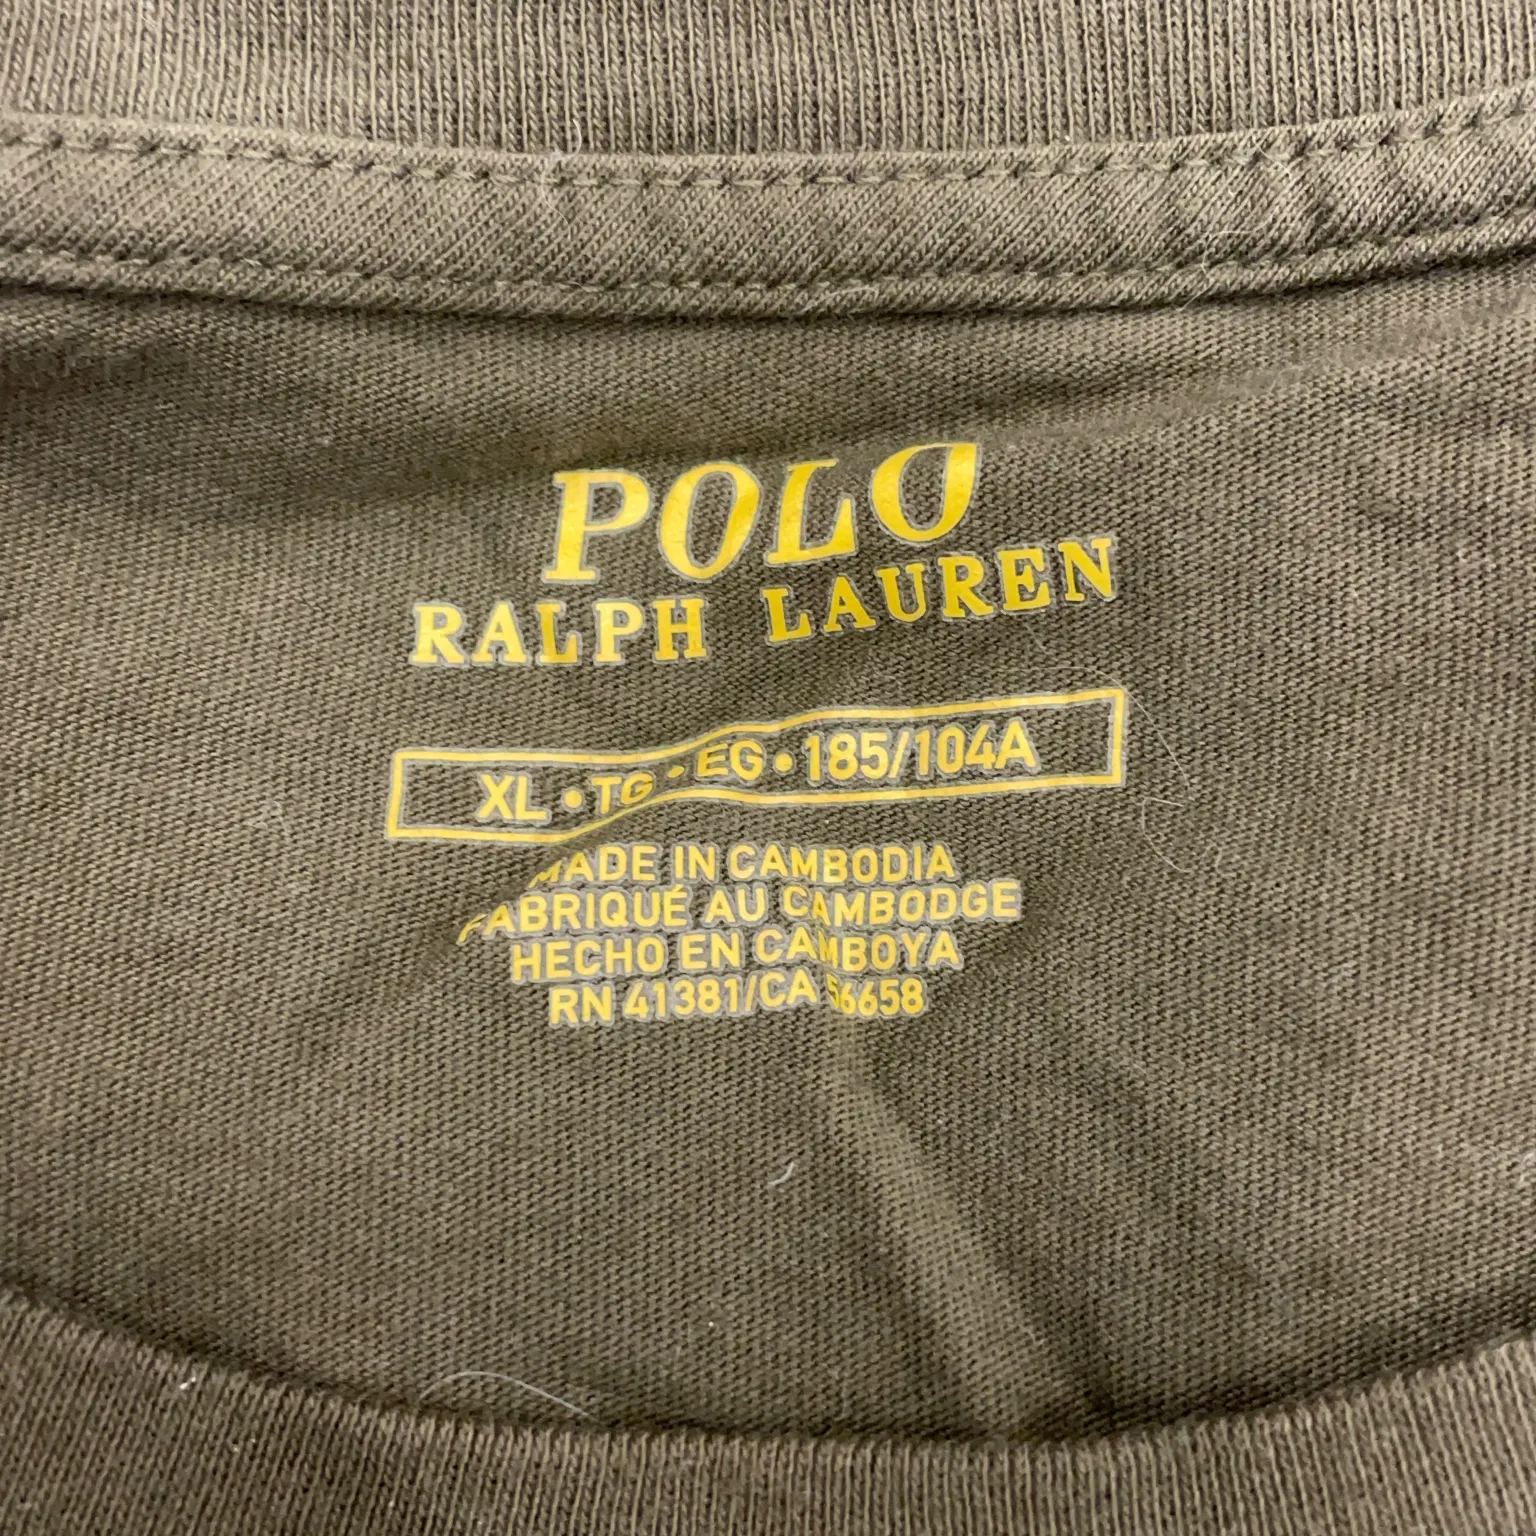 POLO
RALPH LAUREN
XL • TG • EG • 185/104A
MADE IN CAMBODIA
FABRIQUÉ AU CAMBODGE
HECHO EN CAMBOYA
RN 41381/CA 56658